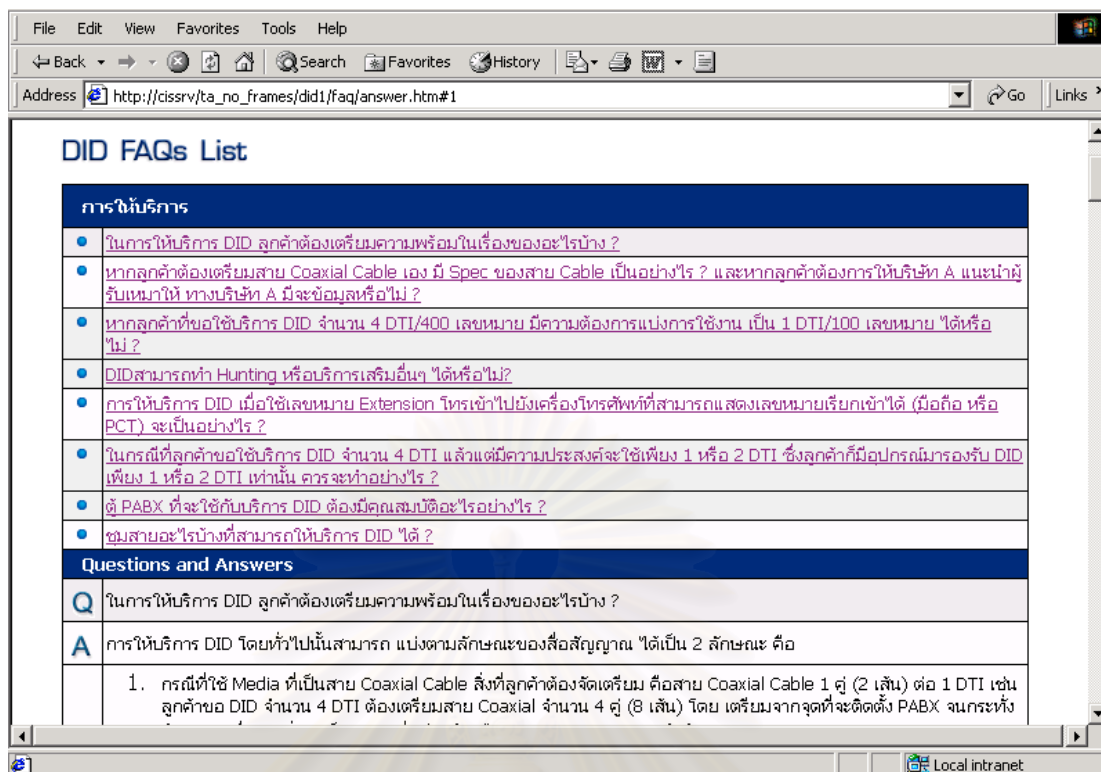 File Edit View Favorites Tools Help
Back Search Favorites History
Address http://cissrv/ta_no_frames/did1/faq/answer.htm#1 Go Links
DID FAQs List
การให้บริการ
ในการให้บริการ DID ลูกค้าต้องเตรียมความพร้อมในเรื่องของอะไรบ้าง ?
หากลูกค้าต้องเตรียมสาย Coaxial Cable เอง มี Spec ของสาย Cable เป็นอย่างไร ? และหากลูกค้าต้องการให้บริษัท A แนะนำผู้
รับเหมาให้ ทางบริษัท A มีจะข้อมูลหรือไม่ ?
หากลูกค้าที่ขอใช้บริการ DID จำนวน 4 DTI/400 เลขหมาย มีความต้องการแบ่งการใช้งาน เป็น 1 DTI/100 เลขหมาย ได้หรือ
ไม่ ?
DIDสามารถทำ Hunting หรือบริการเสริมอื่นๆ ได้หรือไม่?
การให้บริการ DID เมื่อใช้เลขหมาย Extension โทรเข้าไปยังเครื่องโทรศัพท์ที่สามารถแสดงเลขหมายเรียกเข้าได้ (มือถือ หรือ
PCT) จะเป็นอย่างไร ?
ในกรณีที่ลูกค้าขอใช้บริการ DID จำนวน 4 DTI แล้วแต่มีความประสงค์จะใช้เพียง 1 หรือ 2 DTI ซึ่งลูกค้าก็มีอุปกรณ์มารองรับ DID
เพียง 1 หรือ 2 DTI เท่านั้น ควรจะทำอย่างไร ?
ตู้ PABX ที่จะใช้กับบริการ DID ต้องมีคุณสมบัติอะไรอย่างไร ?
ชุมสายอะไรบ้างที่สามารถให้บริการ DID ได้ ?
Questions and Answers
Q ในการให้บริการ DID ลูกค้าต้องเตรียมความพร้อมในเรื่องของอะไรบ้าง ?
A การให้บริการ DID โดยทั่วไปนั้นสามารถ แบ่งตามลักษณะของสื่อสัญญาณ ได้เป็น 2 ลักษณะ คือ
1. กรณีที่ใช้ Media ที่เป็นสาย Coaxial Cable สิ่งที่ลูกค้าต้องจัดเตรียม คือสาย Coaxial Cable 1 คู่ (2 เส้น) ต่อ 1 DTI เช่น
ลูกค้าขอ DID จำนวน 4 DTI ต้องเตรียมสาย Coaxial จำนวน 4 คู่ (8 เส้น) โดย เตรียมจากจุดที่จะติดตั้ง PABX จนกระทั่ง
Local intranet